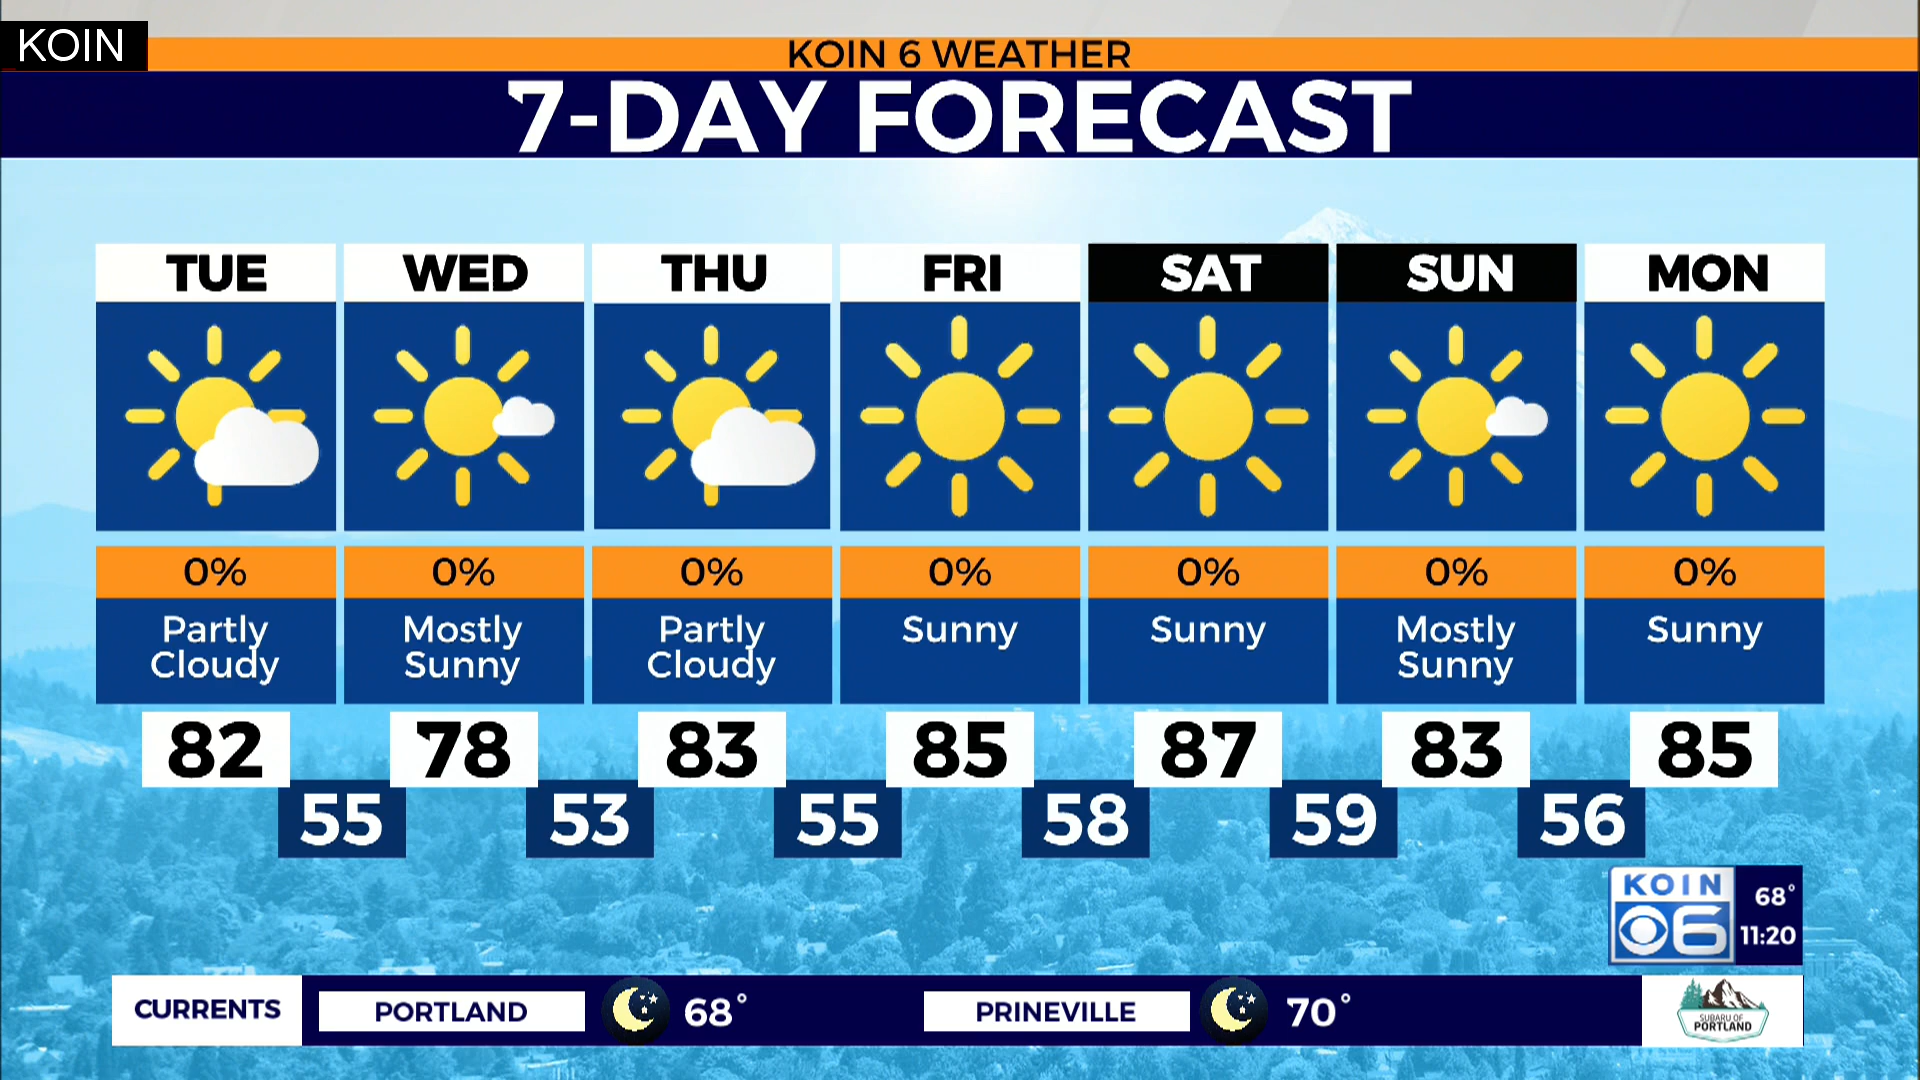 KOIN
KOIN 6 WEATHER
7-DAY FORECAST
TUE WED THU FRI SAT SUN MON
0% 0% 0% 0% 0% 0% 0%
Partly Mostly Partly Sunny Sunny Mostly Sunny
Cloudy Sunny Cloudy Sunny
82 78 83 85 87 83 85
55 53 55 58 59 56
KOIN 68°
6 11:20
CURRENTS PORTLAND 68° PRINEVILLE 70°
SUBARU OF
PORTLAND